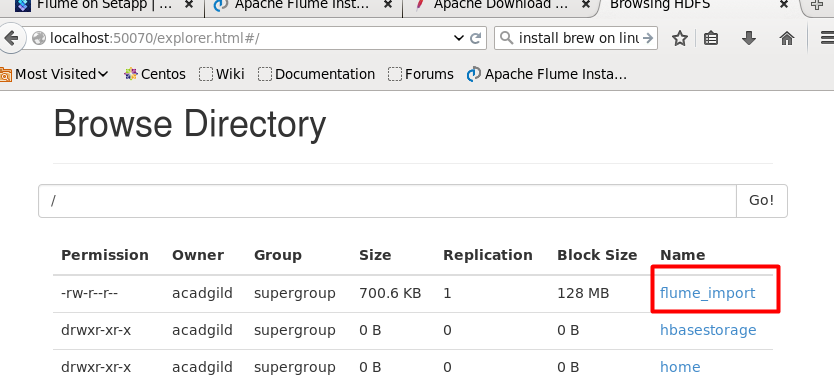 Flume on Setapp | ... × Apache Flume Inst... × Apache Download ... × Browsing HDFS ×
localhost:50070/explorer.html#/ install brew on linu
Most Visited Centos Wiki Documentation Forums Apache Flume Insta...
Browse Directory
/ Go!
Permission Owner Group Size Replication Block Size Name
-rw-r--r-- acadgild supergroup 700.6 KB 1 128 MB flume_import
drwxr-xr-x acadgild supergroup 0 B 0 0 B hbasestorage
drwxr-xr-x acadgild supergroup 0 B 0 0 B home